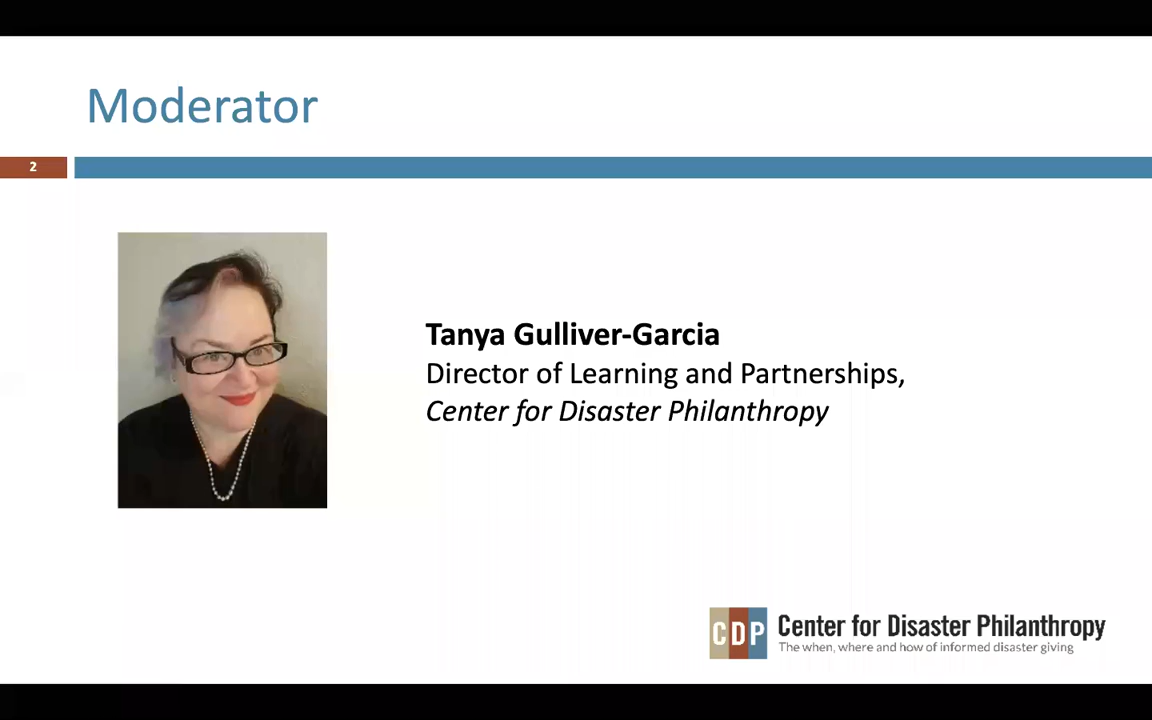 Moderator
2
Tanya Gulliver-Garcia
Director of Learning and Partnerships,
Center for Disaster Philanthropy
CDP
Center for Disaster Philanthropy
The when, where and how of informed disaster giving